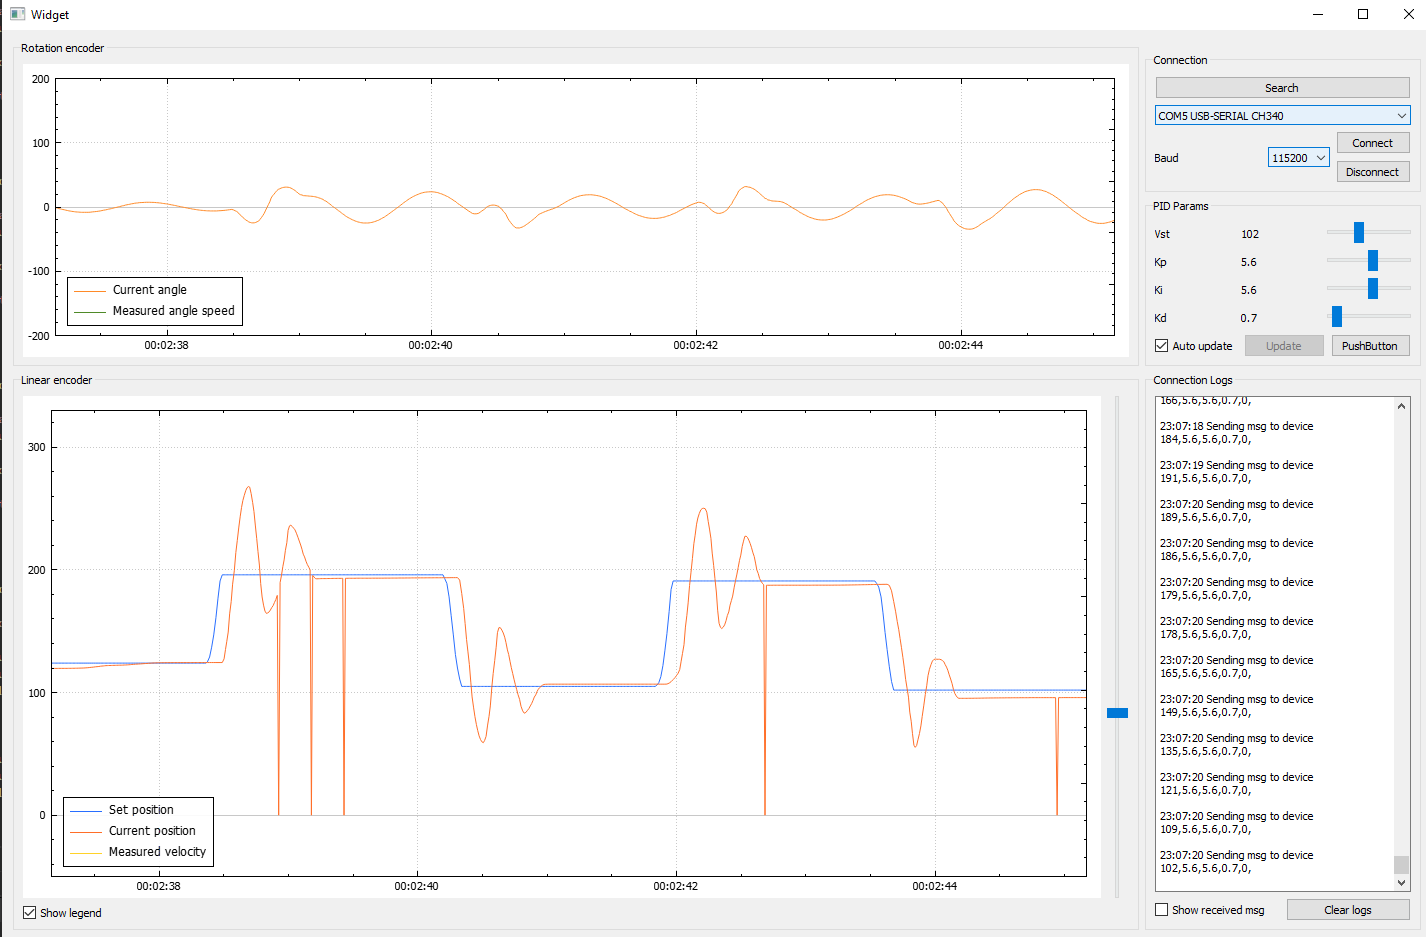 Widget
Rotation encoder
200
100
0
-100
-200
Current angle
Measured angle speed
00:02:38
00:02:40
00:02:42
00:02:44
Linear encoder
300
200
100
0
Set position
Current position
Measured velocity
00:02:38
00:02:40
00:02:42
00:02:44
Show legend
Connection
Search
COM5 USB-SERIAL CH340
Baud
115200
Connect
Disconnect
PID Params
Vst 102
Kp 5.6
Ki 5.6
Kd 0.7
Auto update
Update
PushButton
Connection Logs
166,5.6,5.6,0.7,0,
23:07:18 Sending msg to device
184,5.6,5.6,0.7,0,
23:07:19 Sending msg to device
191,5.6,5.6,0.7,0,
23:07:20 Sending msg to device
189,5.6,5.6,0.7,0,
23:07:20 Sending msg to device
186,5.6,5.6,0.7,0,
23:07:20 Sending msg to device
179,5.6,5.6,0.7,0,
23:07:20 Sending msg to device
178,5.6,5.6,0.7,0,
23:07:20 Sending msg to device
165,5.6,5.6,0.7,0,
23:07:20 Sending msg to device
149,5.6,5.6,0.7,0,
23:07:20 Sending msg to device
135,5.6,5.6,0.7,0,
23:07:20 Sending msg to device
121,5.6,5.6,0.7,0,
23:07:20 Sending msg to device
109,5.6,5.6,0.7,0,
23:07:20 Sending msg to device
102,5.6,5.6,0.7,0,
Show received msg
Clear logs